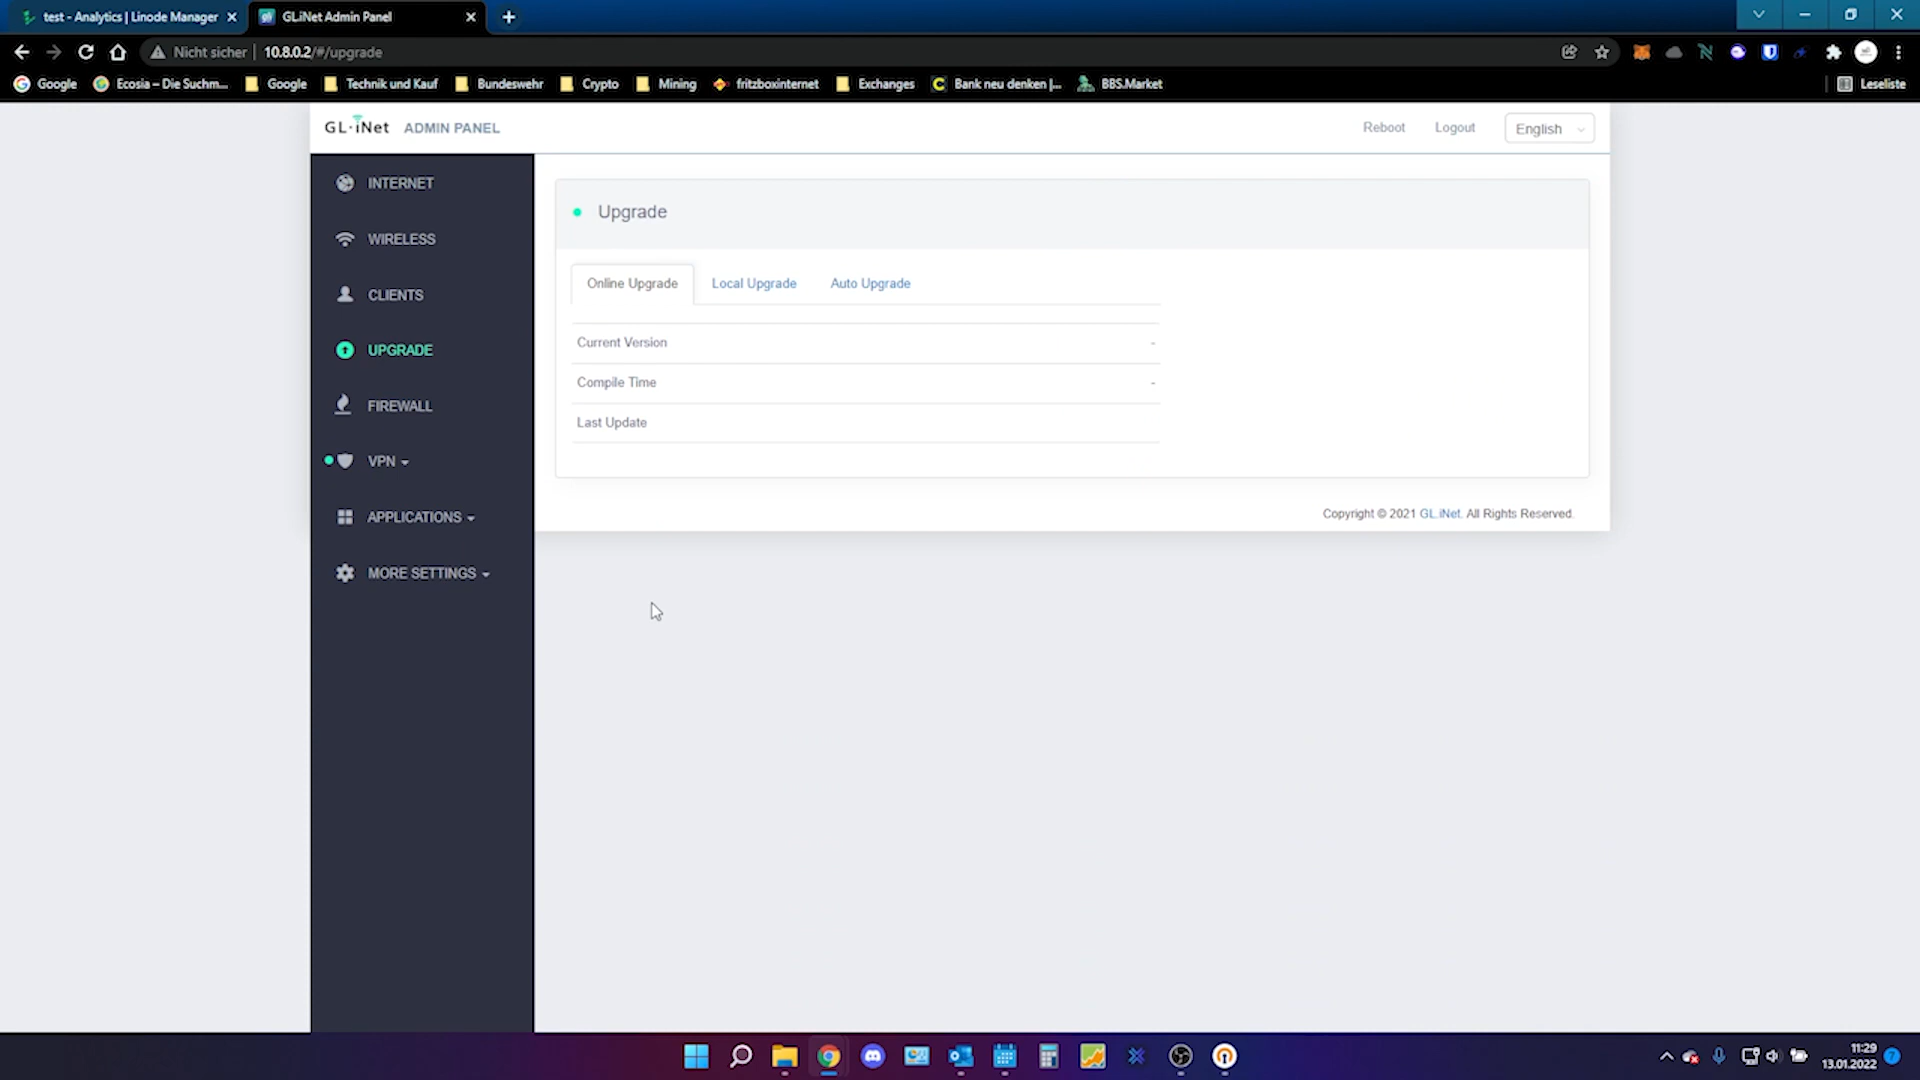 test - Analytics | Linode Manager
GLiNet Admin Panel
Nicht sicher
10.8.0.2/#/upgrade
Google
Ecosia – Die Suchm...
Google
Technik und Kauf
Bundeswehr
Crypto
Mining
fritzboxinternet
Exchanges
Bank neu denken |...
BBS.Market
Leseliste
GL·iNet ADMIN PANEL
Reboot
Logout
English
INTERNET
WIRELESS
CLIENTS
UPGRADE
FIREWALL
VPN
APPLICATIONS
MORE SETTINGS
Upgrade
Online Upgrade
Local Upgrade
Auto Upgrade
Current Version -
Compile Time -
Last Update
Copyright © 2021 GL.iNet. All Rights Reserved.
11:29
13.01.2022
7